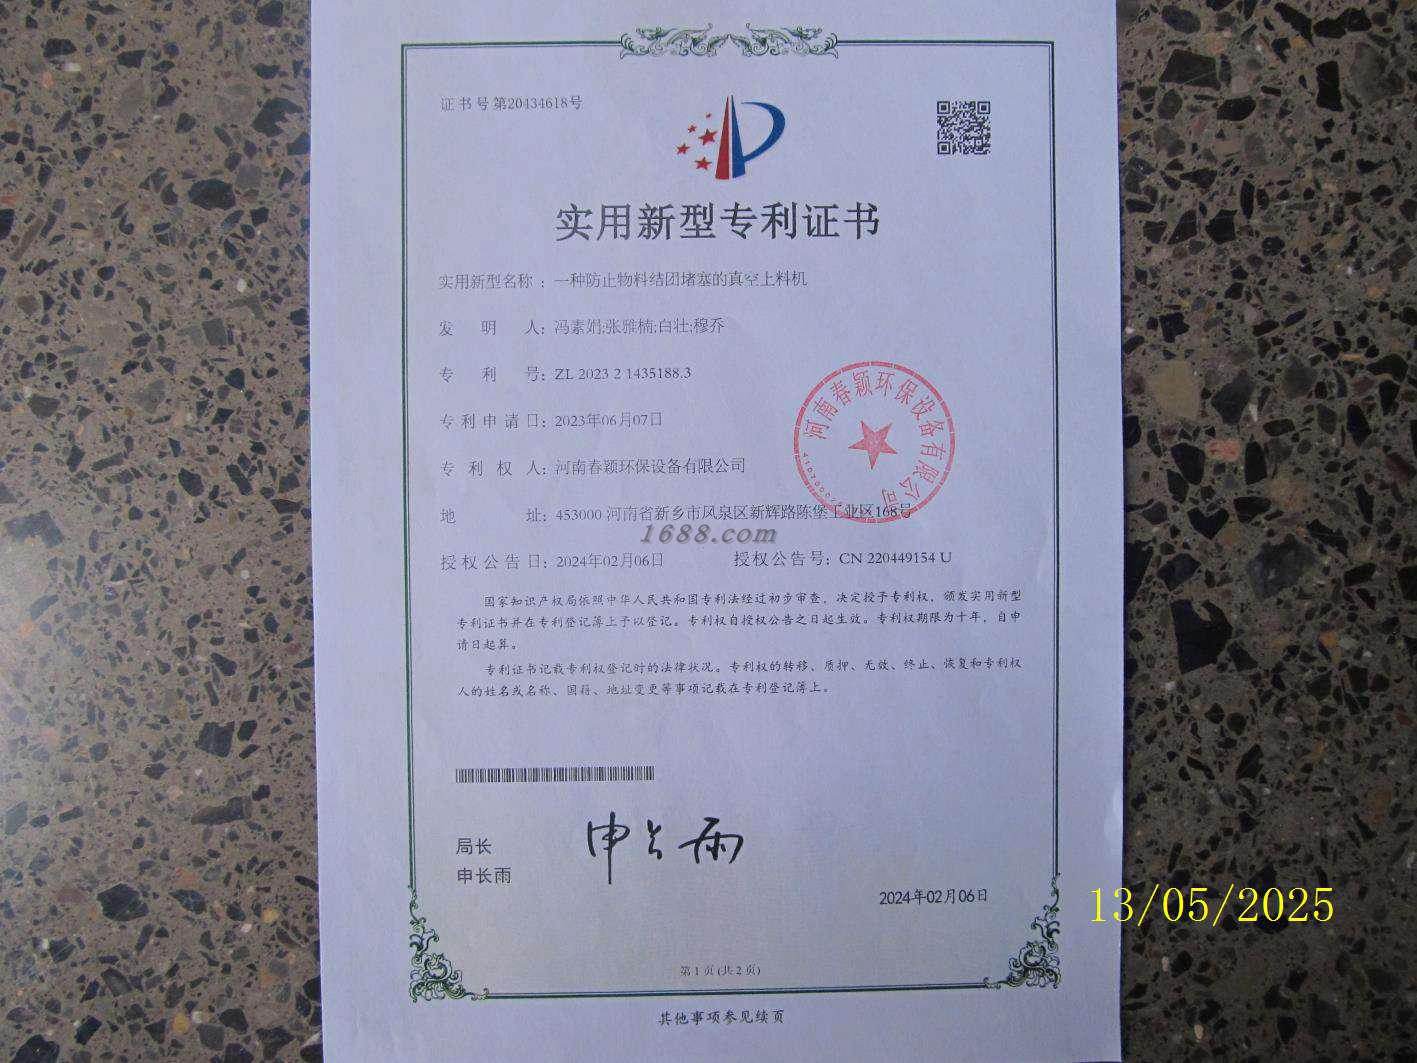 证书号第20434618号
实用新型专利证书
实用新型名称：一种防止物料结团堵塞的真空上料机
发明人：冯素娟;张雅楠;白壮;穆乔
专利号：ZL 2023 2 1435188.3
专利申请日：2023年06月07日
专利权人：河南春颖环保设备有限公司
河南春颖环保设备有限公司
地址：453000 河南省新乡市凤泉区新辉路陈堡工业区168号
1688.com
授权公告日：2024年02月06日 授权公告号：CN 220449154 U
国家知识产权局依照中华人民共和国专利法经过初步审查，决定授予专利权，颁发实用新型
专利证书并在专利登记簿上予以登记。专利权自授权公告之日起生效。专利权期限为十年，自申
请日起算。
专利证书记载专利权登记时的法律状况。专利权的转移、质押、无效、终止、恢复和专利权
人的姓名或名称、国籍、地址变更等事项记载在专利登记簿上。
局长
申长雨
申长雨
2024年02月06日
13/05/2025
第1页(共2页)
其他事项参见续页